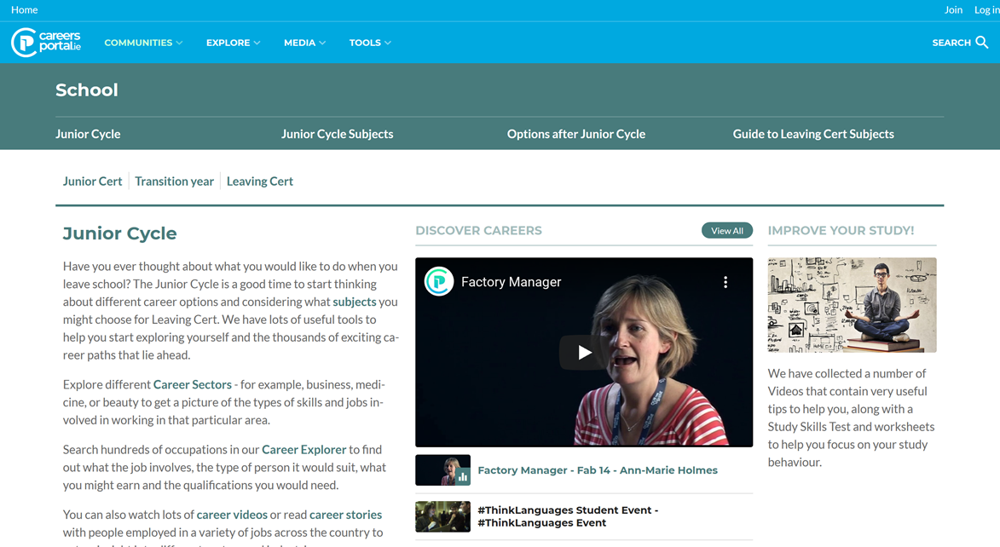 Home
Join
Log in
careers
portal.ie
COMMUNITIES
EXPLORE
MEDIA
TOOLS
SEARCH
School
Junior Cycle
Junior Cycle Subjects
Options after Junior Cycle
Guide to Leaving Cert Subjects
Junior Cert
Transition year
Leaving Cert
Junior Cycle
Have you ever thought about what you would like to do when you
leave school? The Junior Cycle is a good time to start thinking
about different career options and considering what subjects you
might choose for Leaving Cert. We have lots of useful tools to
help you start exploring yourself and the thousands of exciting ca-
reer paths that lie ahead.
Explore different Career Sectors - for example, business, medi-
cine, or beauty to get a picture of the types of skills and jobs in-
volved in working in that particular area.
Search hundreds of occupations in our Career Explorer to find
out what the job involves, the type of person it would suit, what
you might earn and the qualifications you would need.
You can also watch lots of career videos or read career stories
with people employed in a variety of jobs across the country to
DISCOVER CAREERS
View All
Factory Manager
Factory Manager - Fab 14 - Ann-Marie Holmes
#ThinkLanguages Student Event -
#ThinkLanguages Event
IMPROVE YOUR STUDY!
We have collected a number of
Videos that contain very useful
tips to help you, along with a
Study Skills Test and worksheets
to help you focus on your study
behaviour.